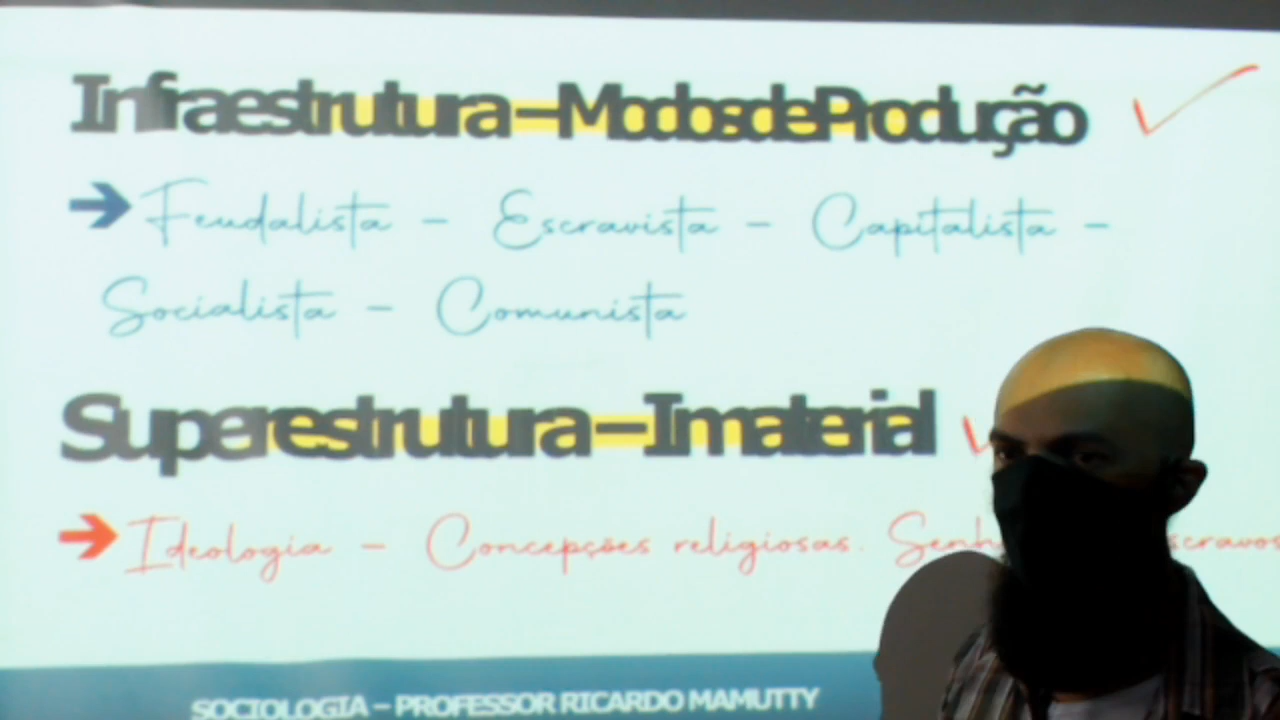 Infraestrutura – Modos de Produção
Feudalista – Escravista – Capitalista –
Socialista – Comunista
Superestrutura – Imaterial
Ideologia – Concepções religiosas.
SOCIOLOGIA – PROFESSOR RICARDO MAMUTTY